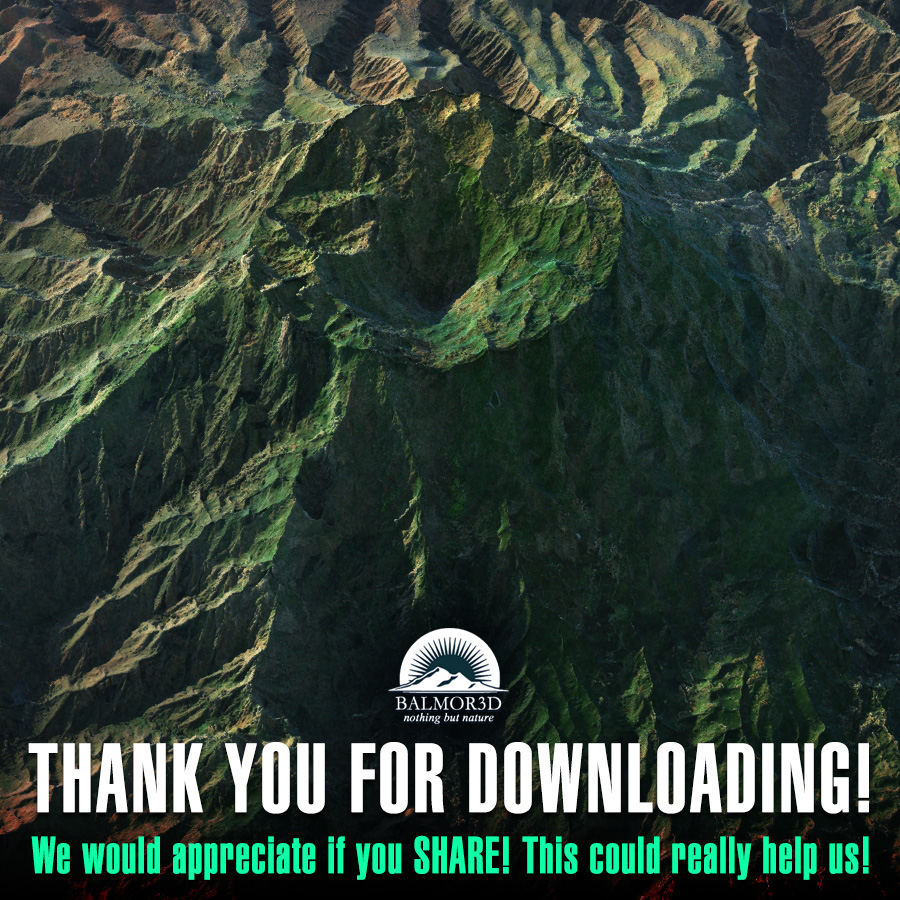 BALMOR3D
nothing but nature
THANK YOU FOR DOWNLOADING!
We would appreciate if you SHARE! This could really help us!